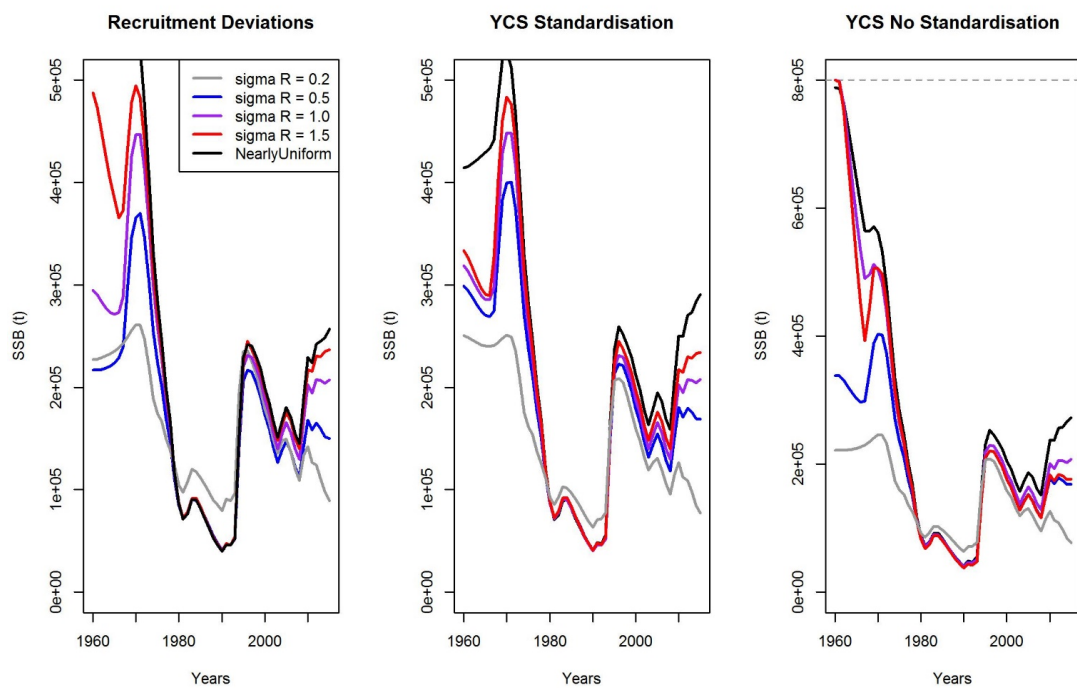 Recruitment Deviations
YCS Standardisation
YCS No Standardisation
sigma R = 0.2
sigma R = 0.5
sigma R = 1.0
sigma R = 1.5
NearlyUniform
SSB (t)
5e+05
4e+05
3e+05
2e+05
1e+05
0e+00
1960
1980
2000
Years
SSB (t)
5e+05
4e+05
3e+05
2e+05
1e+05
0e+00
1960
1980
2000
Years
SSB (t)
8e+05
6e+05
4e+05
2e+05
0e+00
1960
1980
2000
Years